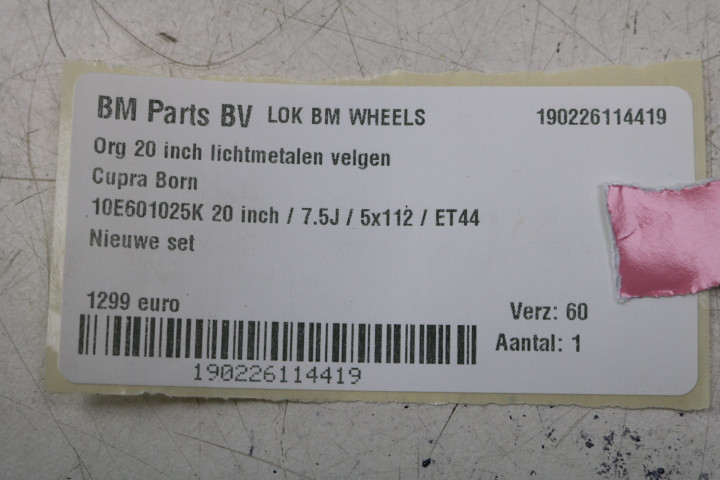 BM Parts BV LOK BM WHEELS 190226114419
Org 20 inch lichtmetalen velgen
Cupra Born
10E601025K 20 inch / 7.5J / 5x112 / ET44
Nieuwe set
1299 euro
Verz: 60
Aantal: 1
190226114419